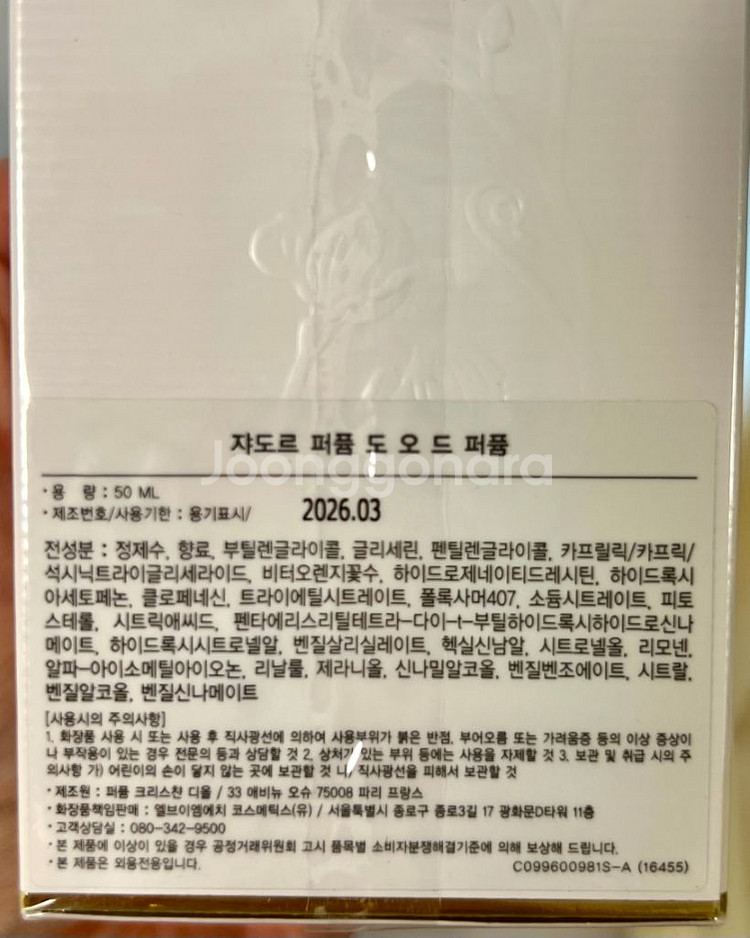 쟈도르 퍼퓸 도 오 드 퍼퓸
Joonggonara
• 용 량 : 50 ML
• 제조번호/사용기한 : 용기표시/ 2026.03
전성분 : 정제수, 향료, 부틸렌글라이콜, 글리세린, 펜틸렌글라이콜, 카프릴릭/카프릭/
석시닉트라이글리세라이드, 비터오렌지꽃수, 하이드로제네이티드레시틴, 하이드록시
아세토페논, 클로페네신, 트라이에틸시트레이트, 폴록사머407, 소듐시트레이트, 피토
스테롤, 시트릭애씨드, 펜타에리스리틸테트라-다이-t-부틸하이드록시하이드로신나
메이트, 하이드록시시트로넬알, 벤질살리실레이트, 헥실신남알, 시트로넬올, 리모넨,
알파-아이소메틸아이오논, 리날룰, 제라니올, 신나밀알코올, 벤질벤조에이트, 시트랄,
벤질알코올, 벤질신나메이트
[사용시의 주의사항]
1. 화장품 사용 시 또는 사용 후 직사광선에 의하여 사용부위가 붉은 반점, 부어오름 또는 가려움증 등의 이상 증상이
나 부작용이 있는 경우 전문의 등과 상담할 것 2. 상처가 있는 부위 등에는 사용을 자제할 것 3. 보관 및 취급 시의 주
의사항 가) 어린이의 손이 닿지 않는 곳에 보관할 것 나) 직사광선을 피해서 보관할 것
• 제조원 : 퍼퓸 크리스챤 디올 / 33 애비뉴 오슈 75008 파리 프랑스
• 화장품책임판매 : 엘브이엠에치 코스메틱스(유) / 서울특별시 종로구 종로3길 17 광화문D타워 11층
• 고객상담실 : 080-342-9500
• 본 제품에 이상이 있을 경우 공정거래위원회 고시 품목별 소비자분쟁해결기준에 의해 보상해 드립니다.
• 본 제품은 외용전용입니다. C099600981S-A (16455)